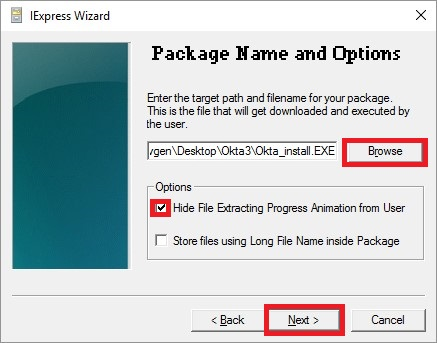 IExpress Wizard
Package Name and Options
Enter the target path and filename for your package.
This is the file that will get downloaded and executed by
the user.
/gen\Desktop\Okta3\Okta_install.EXE
Browse
Options
Hide File Extracting Progress Animation from User
Store files using Long File Name inside Package
< Back
Next >
Cancel